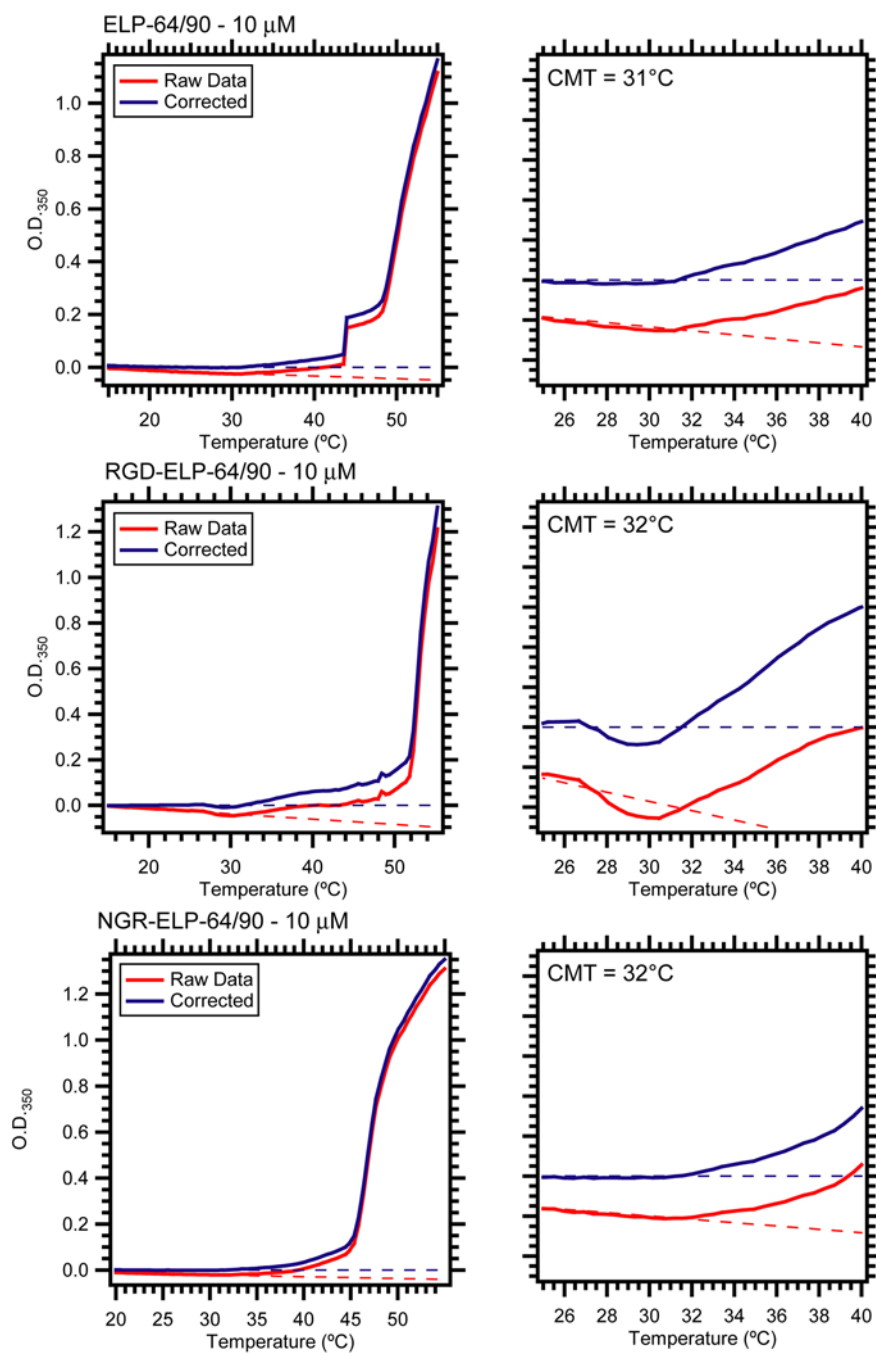 ELP-64/90 - 10 μM
Raw Data
Corrected
1.0
0.8
0.6
0.4
0.2
0.0
O.D.350
20 30 40 50
Temperature (ºC)
CMT = 31°C
26 28 30 32 34 36 38 40
Temperature (ºC)
RGD-ELP-64/90 - 10 μM
Raw Data
Corrected
1.2
1.0
0.8
0.6
0.4
0.2
0.0
O.D.350
20 30 40 50
Temperature (ºC)
CMT = 32°C
26 28 30 32 34 36 38 40
Temperature (ºC)
NGR-ELP-64/90 - 10 μM
Raw Data
Corrected
1.2
1.0
0.8
0.6
0.4
0.2
0.0
O.D.350
20 25 30 35 40 45 50
Temperature (ºC)
CMT = 32°C
26 28 30 32 34 36 38 40
Temperature (ºC)